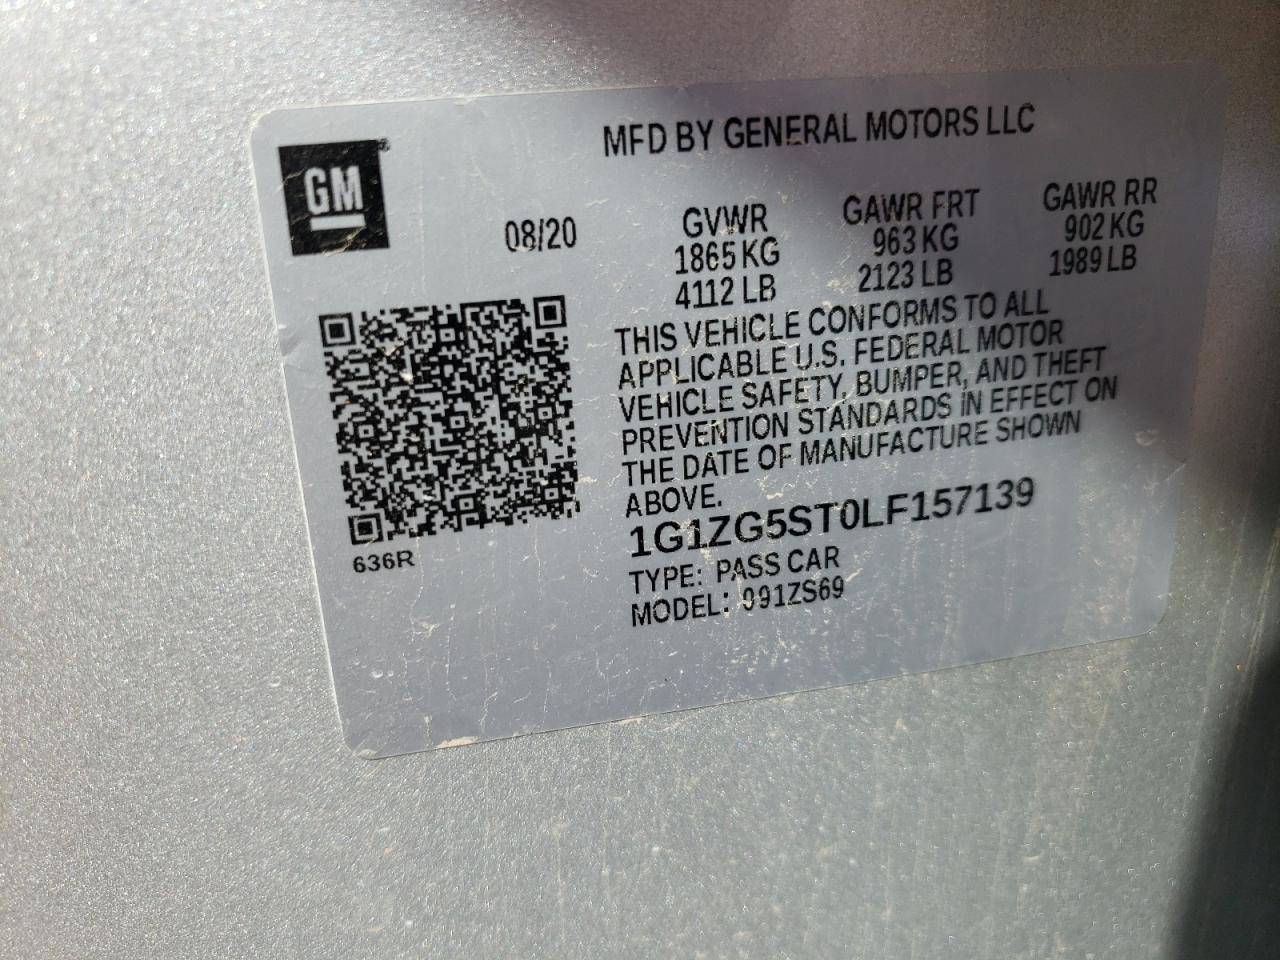 MFD BY GENERAL MOTORS LLC
GM
08/20
GVWR
1865 KG
4112 LB
GAWR FRT
963 KG
2123 LB
GAWR RR
902 KG
1989 LB
THIS VEHICLE CONFORMS TO ALL
APPLICABLE U.S. FEDERAL MOTOR
VEHICLE SAFETY, BUMPER, AND THEFT
PREVENTION STANDARDS IN EFFECT ON
THE DATE OF MANUFACTURE SHOWN
ABOVE.
1G1ZG5ST0LF157139
TYPE: PASS CAR
MODEL: 091ZS69
636R